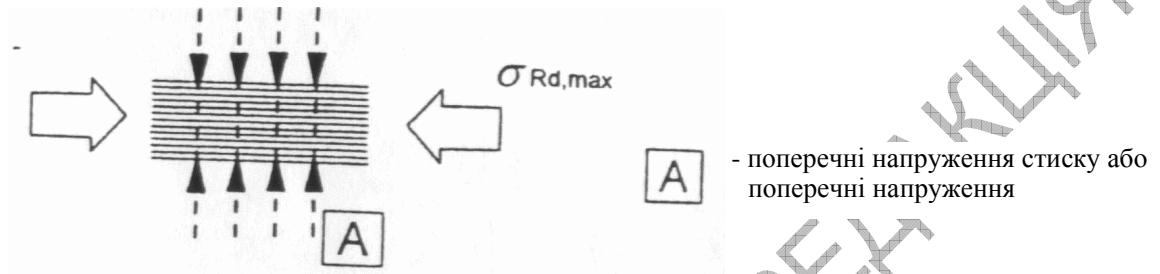 σ Rd,max
A
A
- поперечні напруження стиску або
поперечні напруження